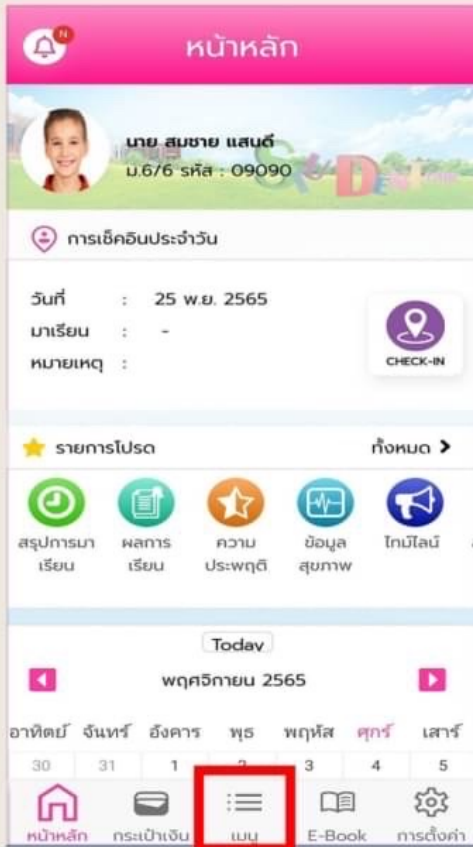 N
หน้าหลัก
นาย สมชาย แสนดี
ม.6/6 รหัส : 09090
การเช็คอินประจำวัน
วันที่ : 25 พ.ย. 2565
มาเรียน : -
หมายเหตุ :
CHECK-IN
รายการโปรด ทั้งหมด >
สรุปการมา ผลการ ความ ข้อมูล ไทม์ไลน์
เรียน เรียน ประพฤติ สุขภาพ
Today
พฤศจิกายน 2565
อาทิตย์ จันทร์ อังคาร พุธ พฤหัส ศุกร์ เสาร์
30 31 1 2 3 4 5
หน้าหลัก กระเป๋าเงิน เมนู E-Book การตั้งค่า